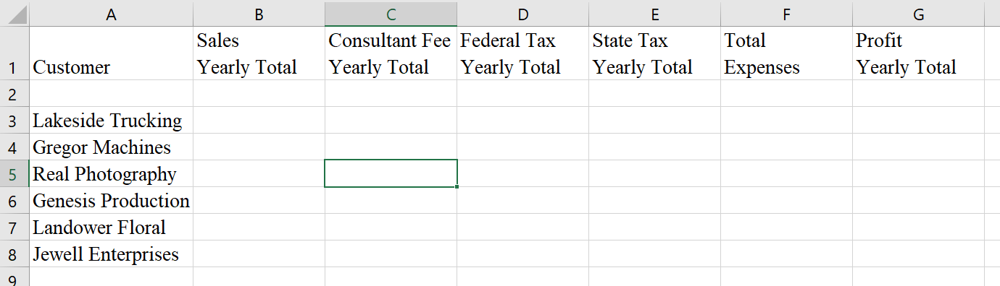 A B C D E F G
Sales Consultant Fee Federal Tax State Tax Total Profit
1 Customer Yearly Total Yearly Total Yearly Total Yearly Total Expenses Yearly Total
2
3 Lakeside Trucking
4 Gregor Machines
5 Real Photography
6 Genesis Production
7 Landower Floral
8 Jewell Enterprises
9